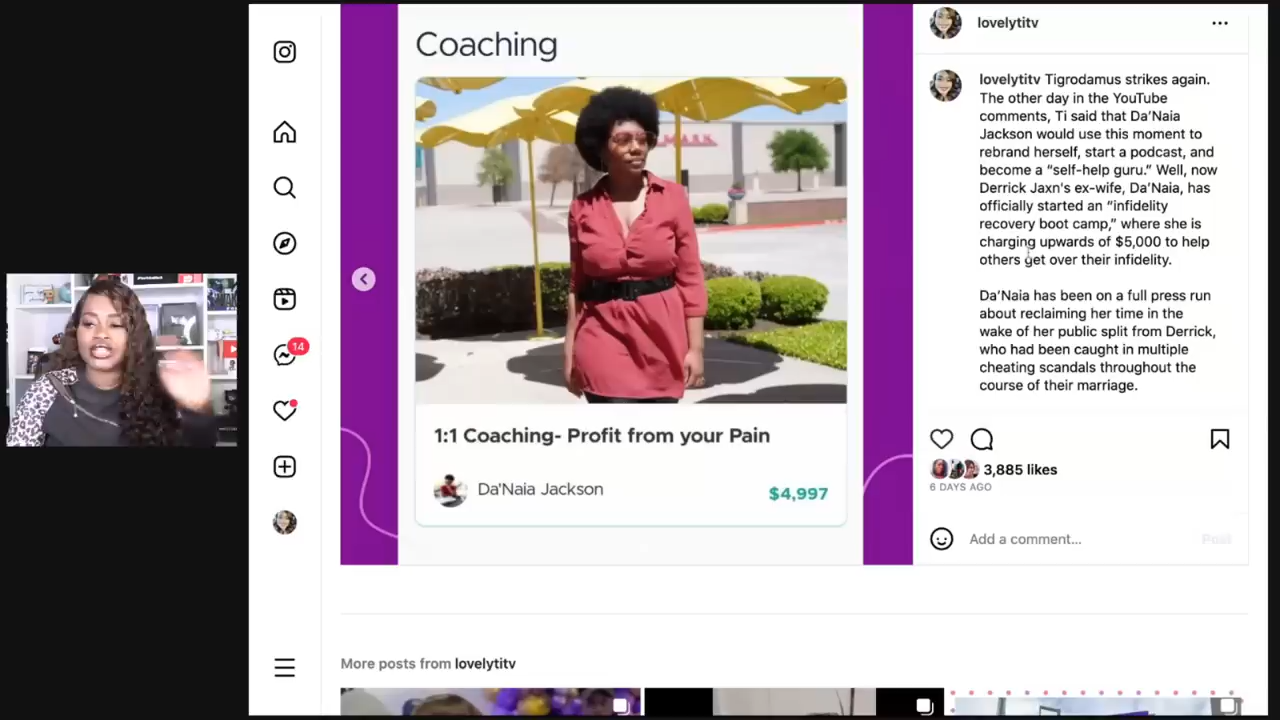 lovelytitv
Coaching
lovelytitv Tigrodamus strikes again.
The other day in the YouTube
comments, Ti said that Da'Naia
Jackson would use this moment to
rebrand herself, start a podcast, and
become a “self-help guru.” Well, now
Derrick Jaxn's ex-wife, Da'Naia, has
officially started an “infidelity
recovery boot camp,” where she is
charging upwards of $5,000 to help
others get over their infidelity.
Da'Naia has been on a full press run
about reclaiming her time in the
wake of her public split from Derrick,
who had been caught in multiple
cheating scandals throughout the
course of their marriage.
14
1:1 Coaching- Profit from your Pain
Da'Naia Jackson
$4,997
3,885 likes
6 DAYS AGO
Add a comment...
Post
More posts from lovelytitv